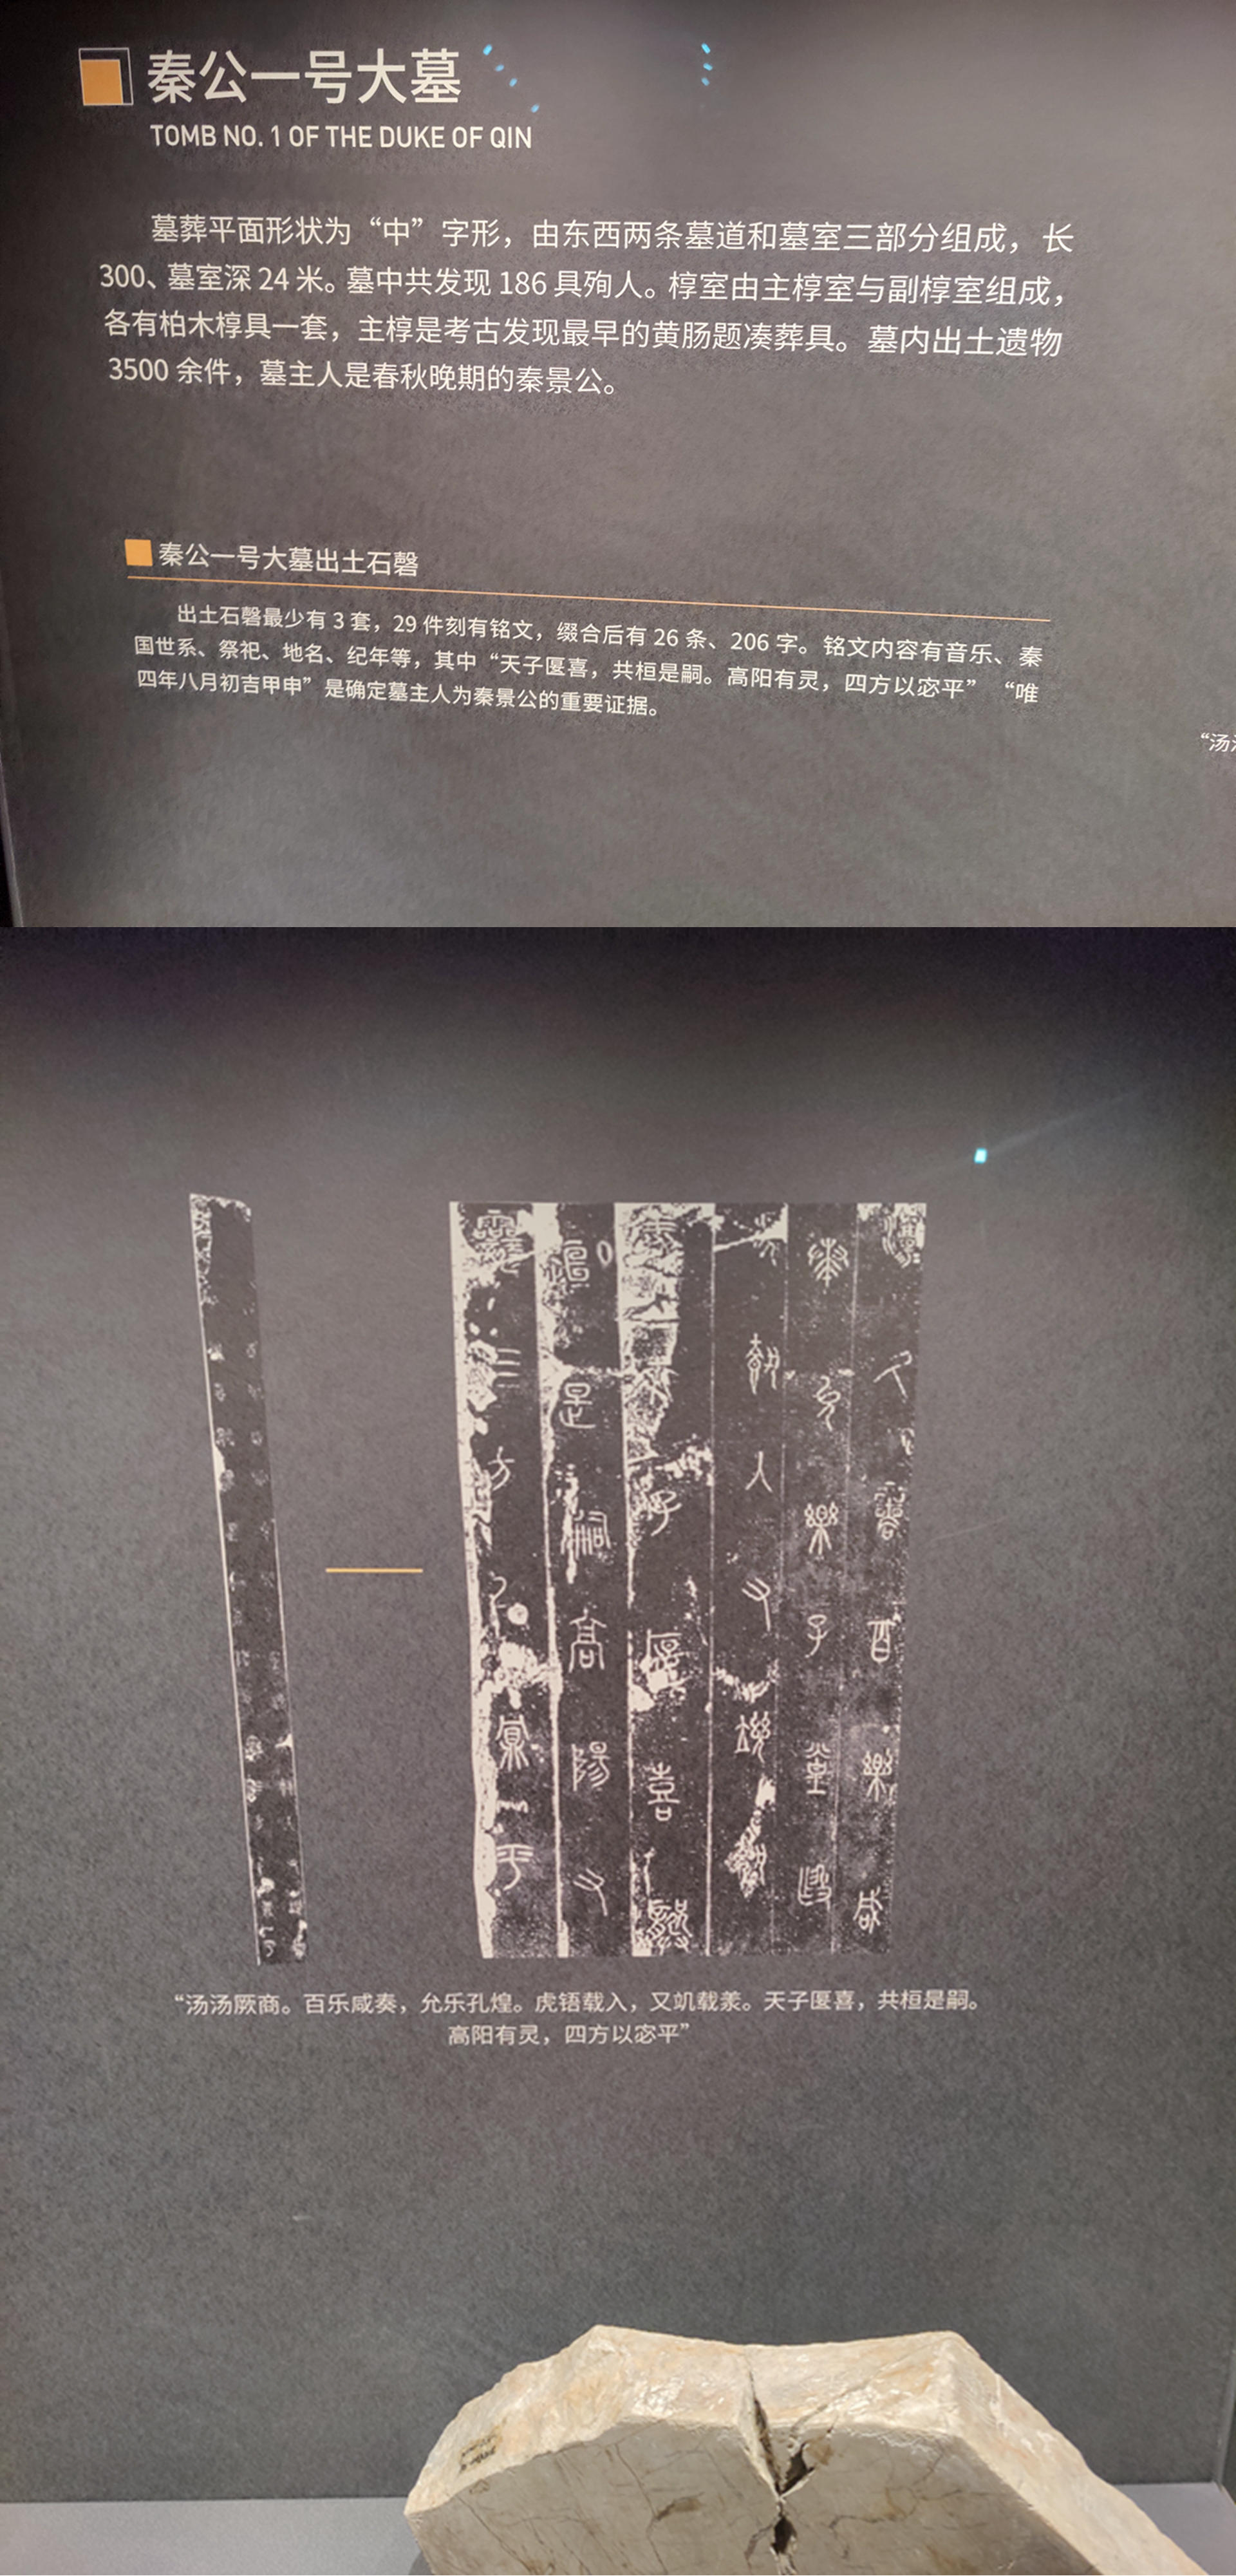 秦公一号大墓
TOMB NO. 1 OF THE DUKE OF QIN
墓葬平面形状为“中”字形，由东西两条墓道和墓室三部分组成，长
300、墓室深 24 米。墓中共发现 186 具殉人。椁室由主椁室与副椁室组成，
各有柏木椁具一套，主椁是考古发现最早的黄肠题凑葬具。墓内出土遗物
3500 余件，墓主人是春秋晚期的秦景公。
秦公一号大墓出土石磬
出土石磬最少有 3 套，29 件刻有铭文，缀合后有 26 条、206 字。铭文内容有音乐、秦
国世系、祭祀、地名、纪年等，其中“天子匽喜，共桓是嗣。高阳有灵，四方以宓平”“唯
四年八月初吉甲申”是确定墓主人为秦景公的重要证据。
“汤
“汤汤厥商。百乐咸奏，允乐孔煌。虎铻载入，又䚧载羕。天子匽喜，共桓是嗣。
高阳有灵，四方以宓平”